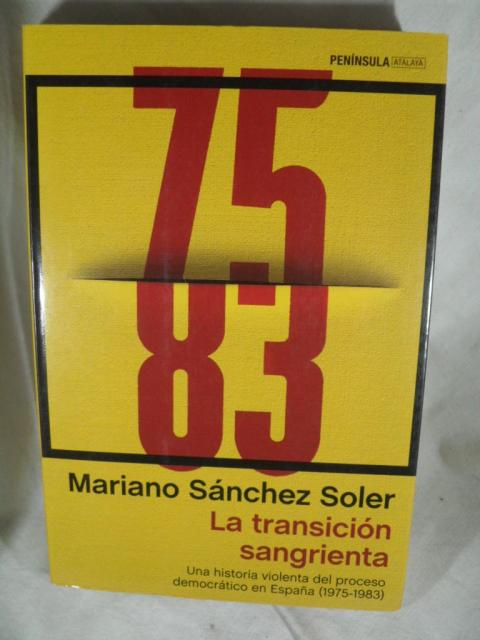 PENÍNSULA ATALAYA
75
83
Mariano Sánchez Soler
La transición
sangrienta
Una historia violenta del proceso
democrático en España (1975-1983)